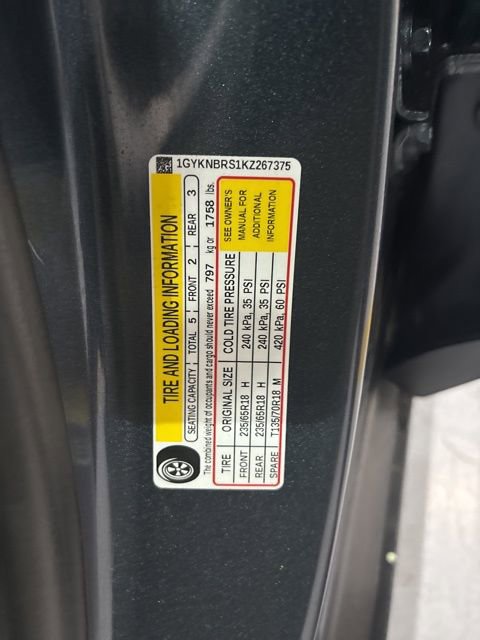 1GYKNBRS1KZ267375
TIRE AND LOADING INFORMATION
SEATING CAPACITY TOTAL 5 FRONT 2 REAR 3
The combined weight of occupants and cargo should never exceed 797 kg or 1758 lbs.
TIRE ORIGINAL SIZE COLD TIRE PRESSURE
FRONT 235/65R18 H 240 kPa, 35 PSI
REAR 235/65R18 H 240 kPa, 35 PSI
SPARE T135/70R18 M 420 kPa, 60 PSI
SEE OWNER'S
MANUAL FOR
ADDITIONAL
INFORMATION